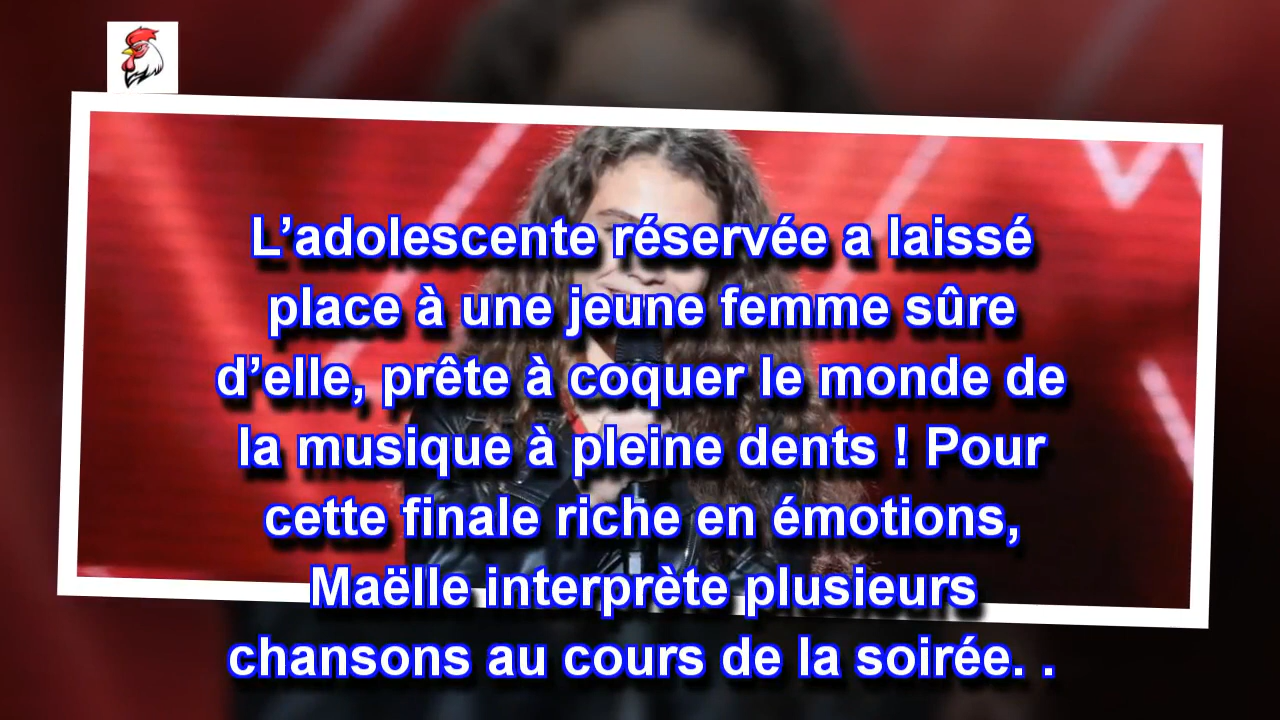 L’adolescente réservée a laissé
place à une jeune femme sûre
d’elle, prête à coquer le monde de
la musique à pleine dents ! Pour
cette finale riche en émotions,
Maëlle interprète plusieurs
chansons au cours de la soirée. .